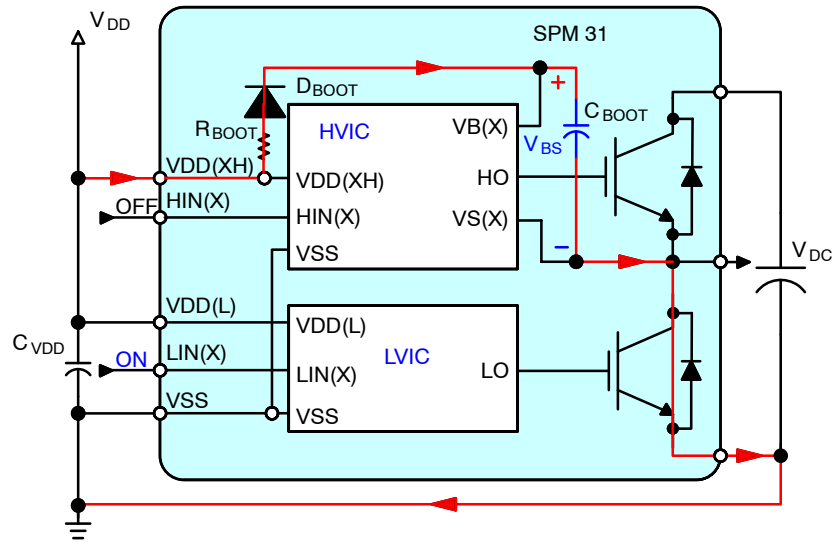 VDD
SPM 31
DBOOT
CBOOT
RBOOT
HVIC
VB(X)
+
VBS
VDD(XH)
VDD(XH)
HO
OFF
HIN(X)
HIN(X)
VS(X)
VSS
−
VDC
VDD(L)
VDD(L)
CVDD
ON
LIN(X)
LVIC
LIN(X)
LO
VSS
VSS